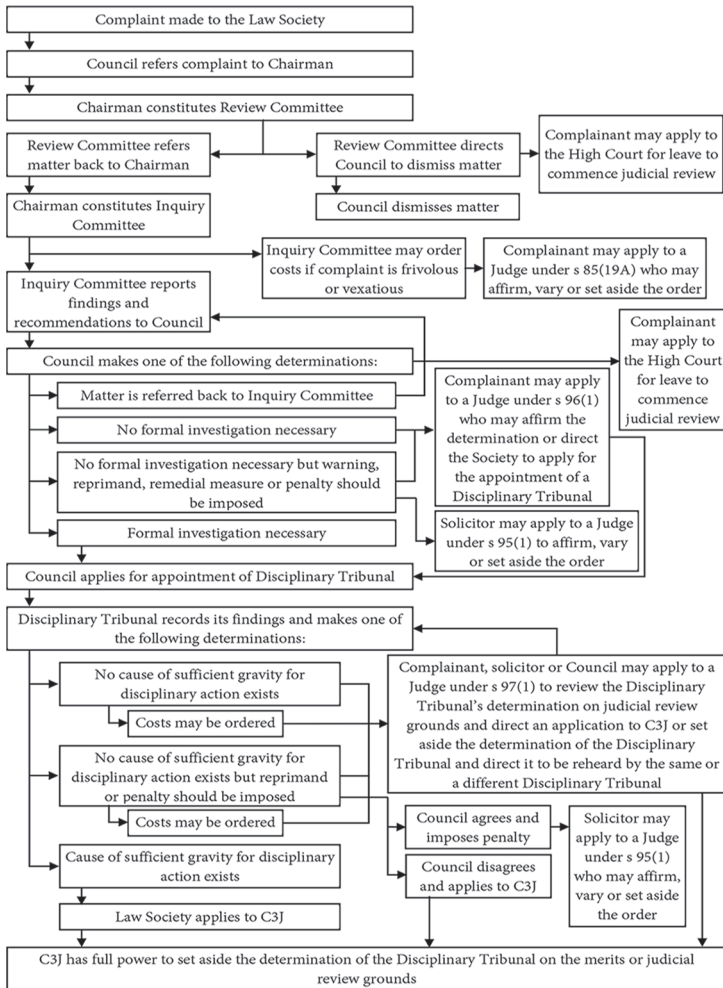 Complaint made to the Law Society
Council refers complaint to Chairman
Chairman constitutes Review Committee
Review Committee refers
matter back to Chairman
Review Committee directs
Council to dismiss matter
Complainant may apply to
the High Court for leave to
commence judicial review
Chairman constitutes Inquiry
Committee
Council dismisses matter
Inquiry Committee may order
costs if complaint is frivolous
or vexatious
Complainant may apply to a
Judge under s 85(19A) who may
affirm, vary or set aside the order
Inquiry Committee reports
findings and
recommendations to Council
Complainant
may apply to
the High Court
for leave to
commence
judicial review
Council makes one of the following determinations:
Matter is referred back to Inquiry Committee
No formal investigation necessary
No formal investigation necessary but warning,
reprimand, remedial measure or penalty should
be imposed
Complainant may apply
to a Judge under s 96(1)
who may affirm the
determination or direct
the Society to apply for
the appointment of a
Disciplinary Tribunal
Solicitor may apply to a Judge
under s 95(1) to affirm, vary
or set aside the order
Formal investigation necessary
Council applies for appointment of Disciplinary Tribunal
Disciplinary Tribunal records its findings and makes one of
the following determinations:
No cause of sufficient gravity for
disciplinary action exists
Costs may be ordered
Complainant, solicitor or Council may apply to a
Judge under s 97(1) to review the Disciplinary
Tribunal's determination on judicial review
grounds and direct an application to C3J or set
aside the determination of the Disciplinary
Tribunal and direct it to be reheard by the same or
a different Disciplinary Tribunal
No cause of sufficient gravity for
disciplinary action exists but reprimand
or penalty should be imposed
Costs may be ordered
Council agrees and
imposes penalty
Solicitor may
apply to a Judge
under s 95(1)
who may affirm,
vary or set aside
the order
Council disagrees
and applies to C3J
Cause of sufficient gravity for disciplinary
action exists
Law Society applies to C3J
C3J has full power to set aside the determination of the Disciplinary Tribunal on the merits or judicial
review grounds